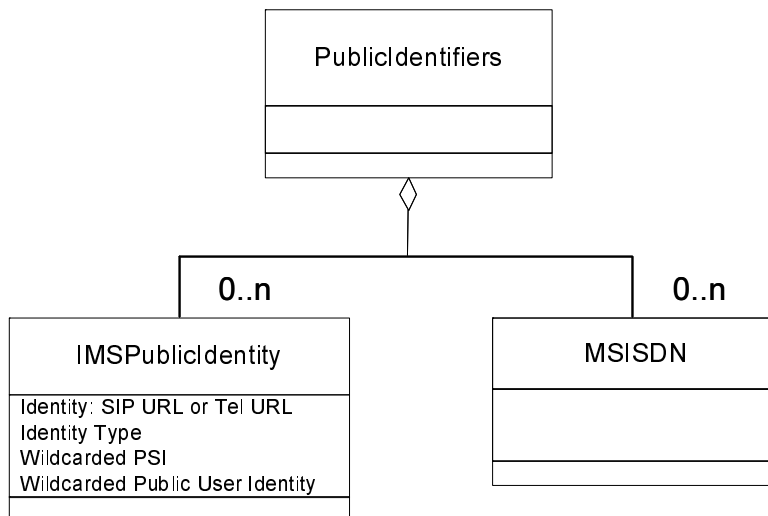 PublicIdentifiers
0..n
0..n
IMSPublicIdentity
MSISDN
Identity: SIP URL or Tel URL
Identity Type
Wildcarded PSI
Wildcarded Public User Identity